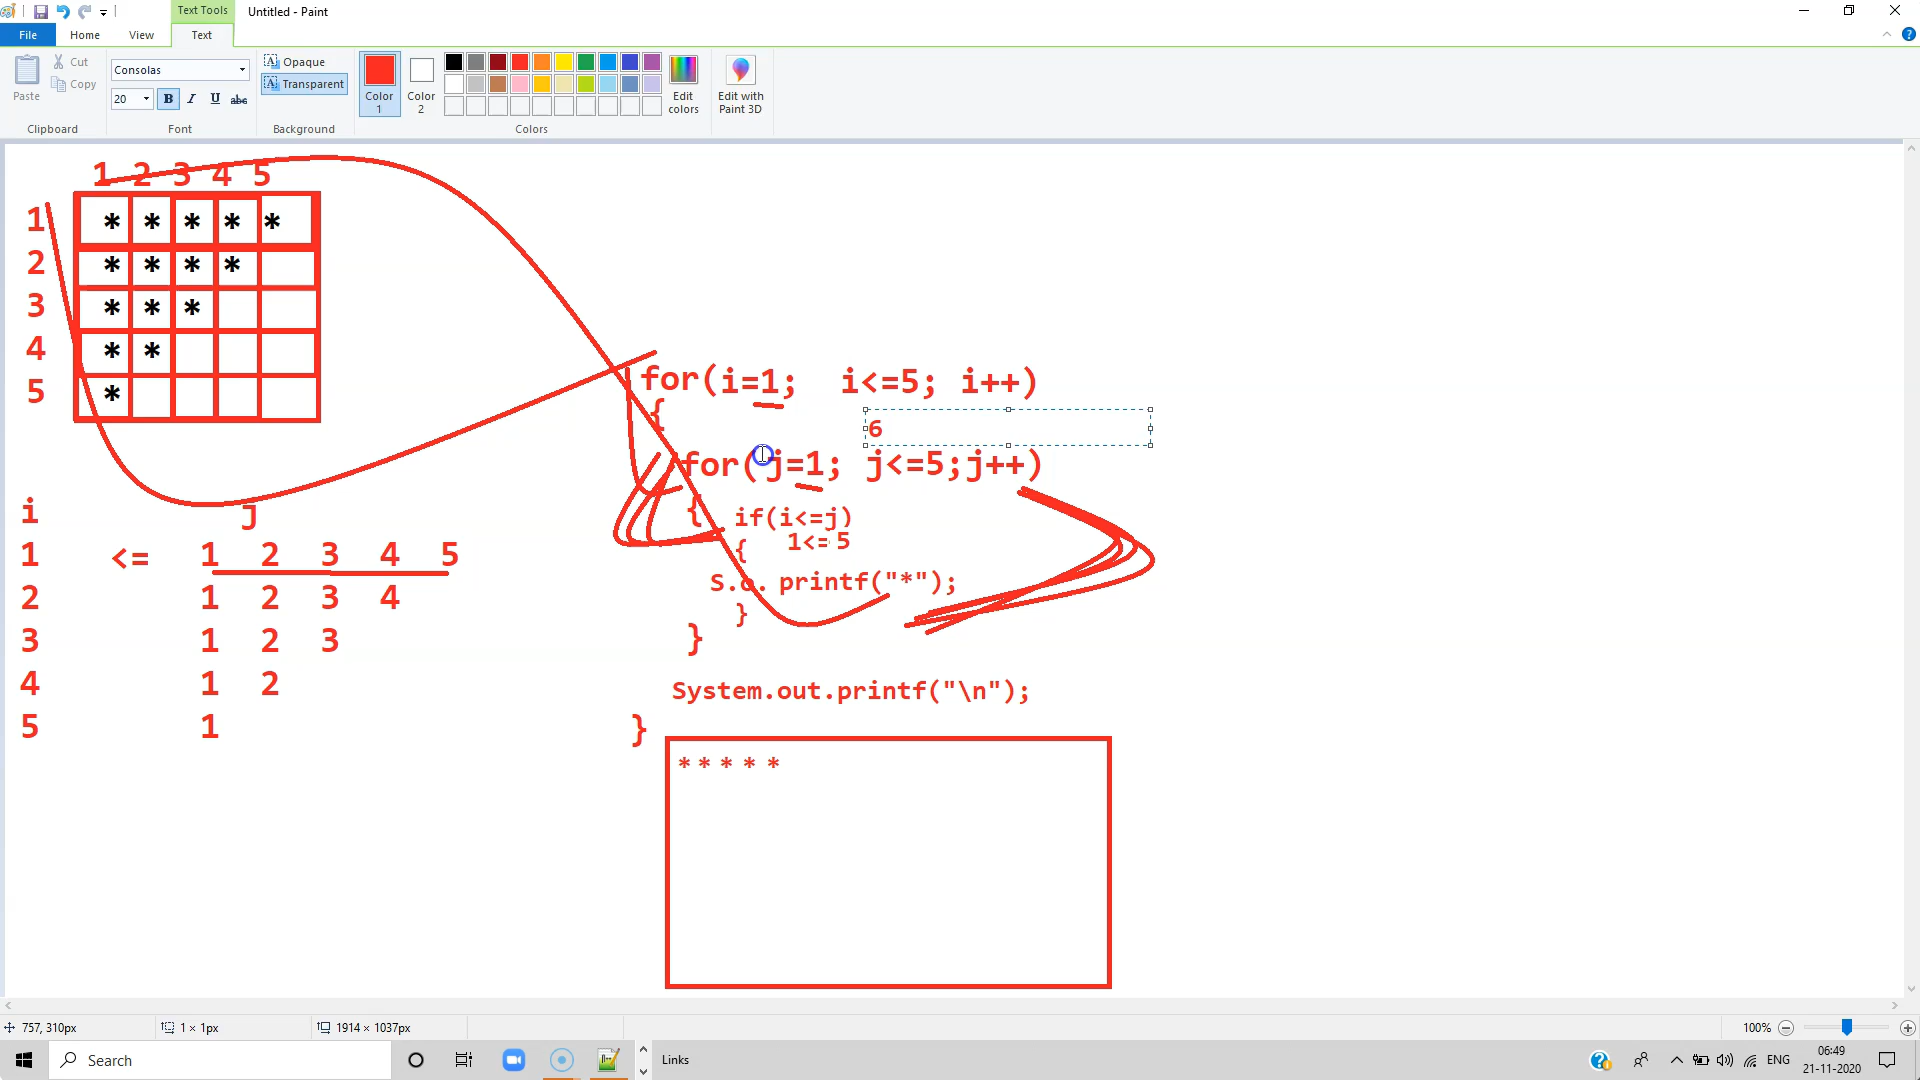 Text Tools Untitled - Paint
File Home View Text
Paste Cut Copy Consolas 20 B I U abc Opaque Transparent Color 1 Color 2 Edit colors Edit with Paint 3D
Clipboard Font Background Colors
1 2 3 4 5
1 * * * * *
2 * * * *
3 * * *
4 * *
5 *
for(i=1; i<=5; i++)
{
6
for(j=1; j<=5;j++)
{ if(i<=j)
{ 1<=5
S.o. printf("*");
}
}
System.out.printf("\n");
}
i j
1 <= 1 2 3 4 5
2 1 2 3 4
3 1 2 3
4 1 2
5 1
* * * * *
757, 310px 1 × 1px 1914 × 1037px 100%
Search Links ENG 06:49
21-11-2020